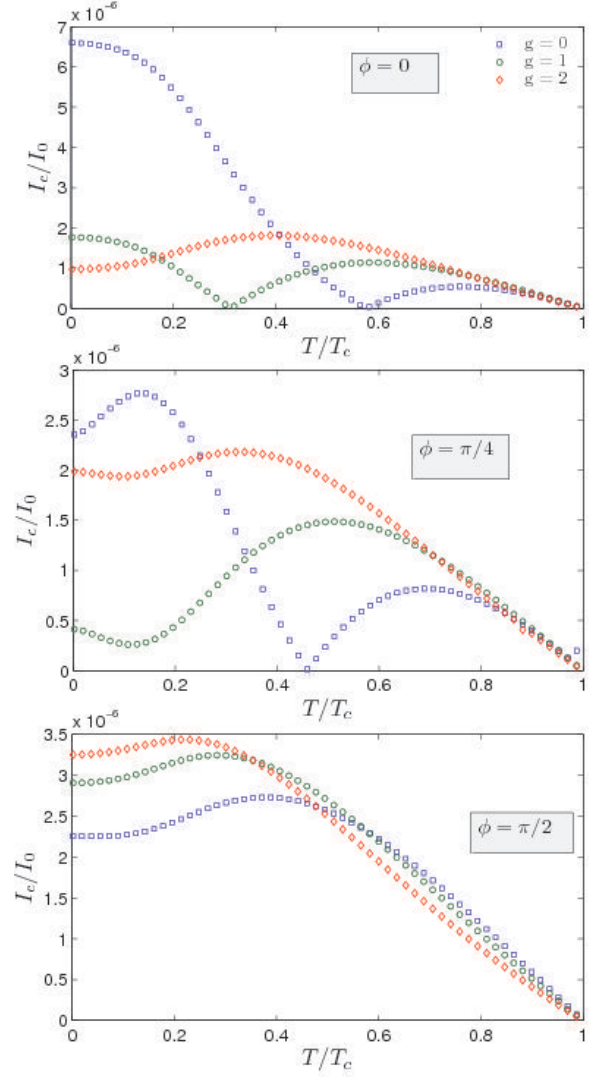 x 10⁻⁶
7
6
5
4
3
2
1
0
I_c/I_0
ϕ = 0
g = 0
g = 1
g = 2
0 0.2 0.4 0.6 0.8 1
T/T_c
x 10⁻⁶
3
2.5
2
1.5
1
0.5
0
I_c/I_0
ϕ = π/4
0 0.2 0.4 0.6 0.8 1
T/T_c
x 10⁻⁶
3.5
3
2.5
2
1.5
1
0.5
0
I_c/I_0
ϕ = π/2
0 0.2 0.4 0.6 0.8 1
T/T_c